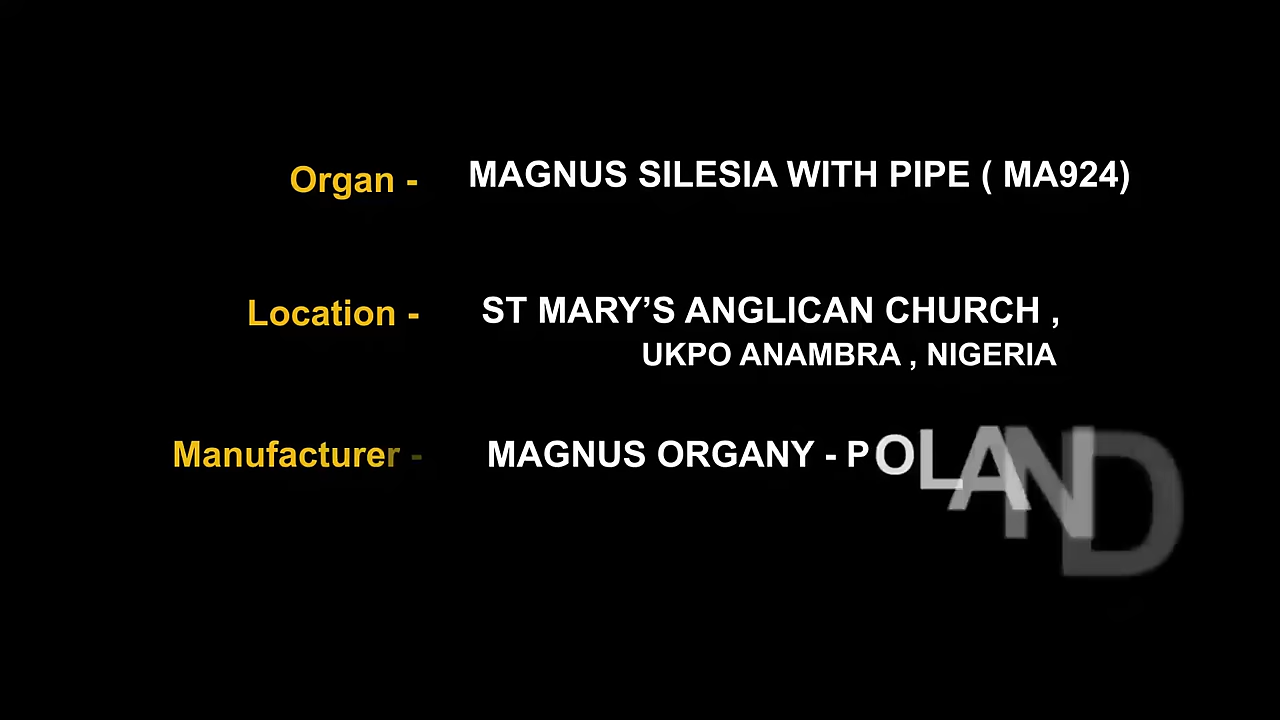 Organ - MAGNUS SILESIA WITH PIPE ( MA924)
Location - ST MARY’S ANGLICAN CHURCH ,
UKPO ANAMBRA , NIGERIA
Manufacturer - MAGNUS ORGANY - POLAND